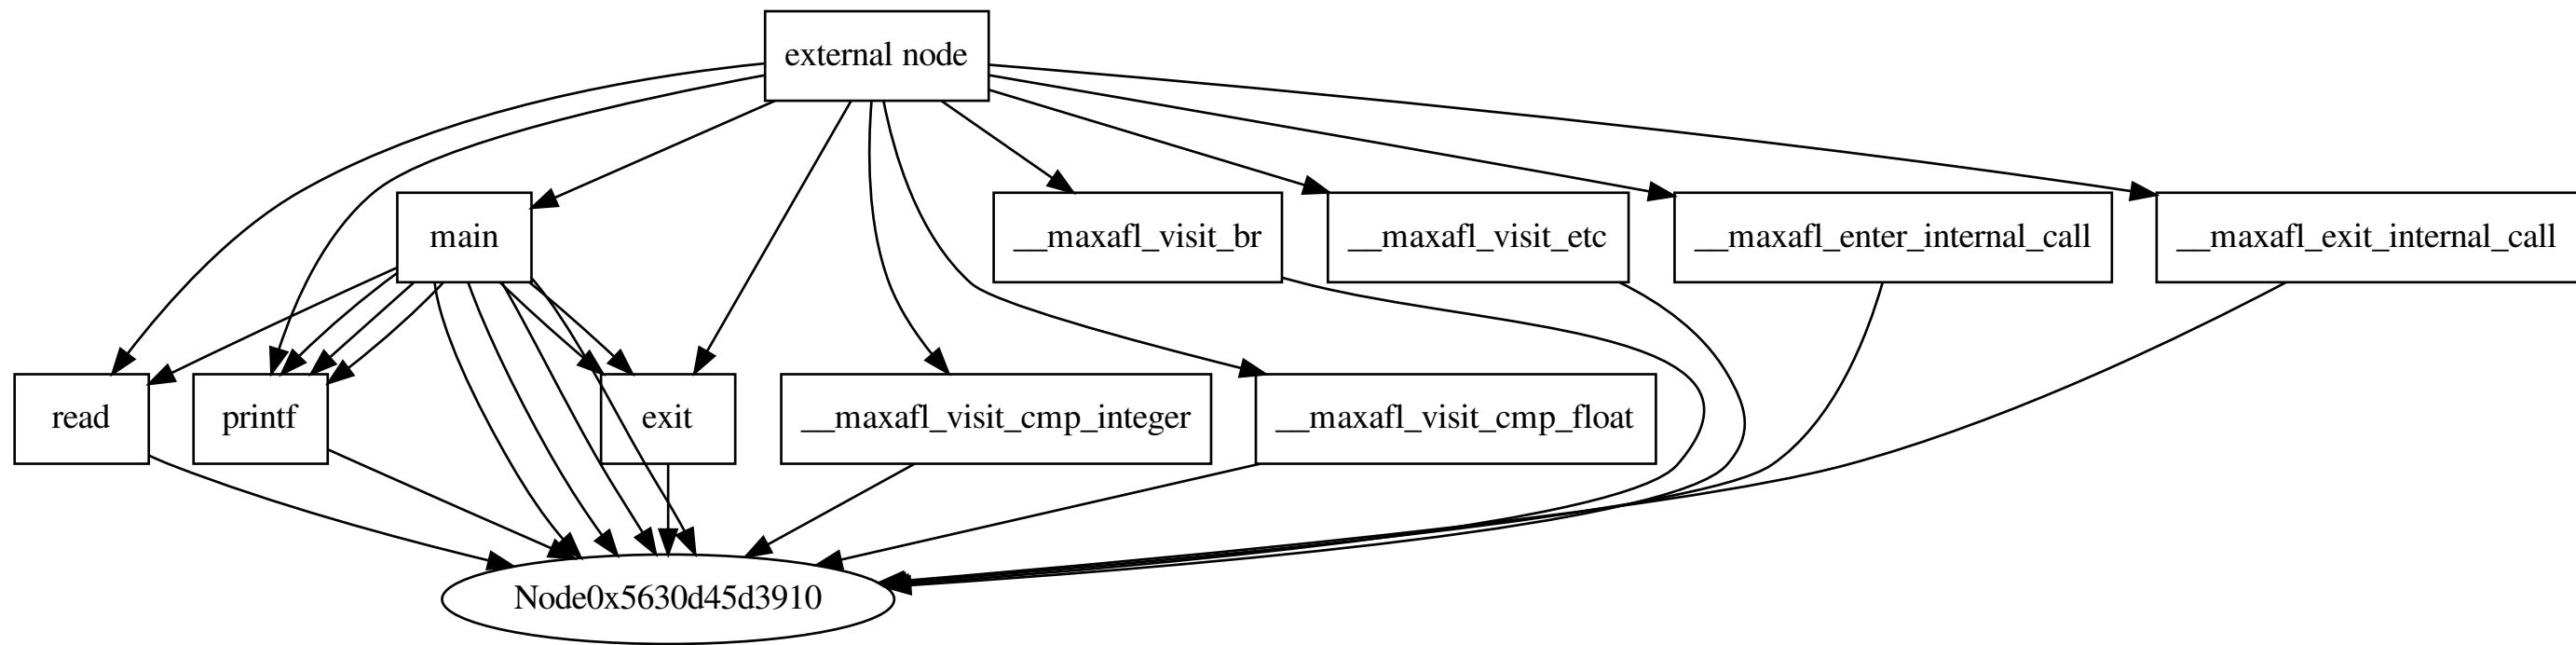 external node
main
__maxafl_visit_br
__maxafl_visit_etc
__maxafl_enter_internal_call
__maxafl_exit_internal_call
read
printf
exit
__maxafl_visit_cmp_integer
__maxafl_visit_cmp_float
Node0x5630d45d3910